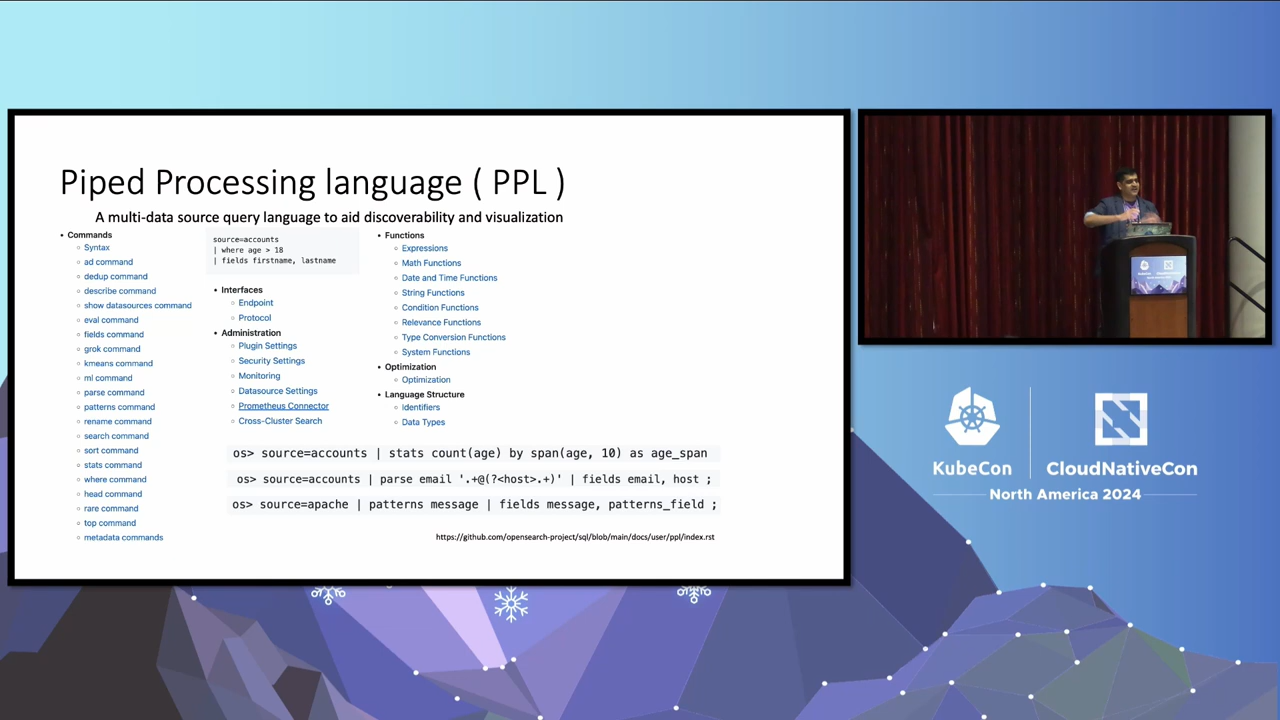 Piped Processing language ( PPL )
A multi-data source query language to aid discoverability and visualization
• Commands
Syntax
ad command
dedup command
describe command
show datasources command
eval command
fields command
grok command
kmeans command
ml command
parse command
patterns command
rename command
search command
sort command
stats command
where command
head command
rare command
top command
metadata commands
source=accounts
| where age > 18
| fields firstname, lastname
• Interfaces
Endpoint
Protocol
• Administration
Plugin Settings
Security Settings
Monitoring
Datasource Settings
Prometheus Connector
Cross-Cluster Search
• Functions
Expressions
Math Functions
Date and Time Functions
String Functions
Condition Functions
Relevance Functions
Type Conversion Functions
System Functions
• Optimization
Optimization
• Language Structure
Identifiers
Data Types
os> source=accounts | stats count(age) by span(age, 10) as age_span
os> source=accounts | parse email '.+@(?<host>.+)' | fields email, host ;
os> source=apache | patterns message | fields message, patterns_field ;
https://github.com/opensearch-project/sql/blob/main/docs/user/ppl/index.rst
KubeCon CloudNativeCon
North America 2024